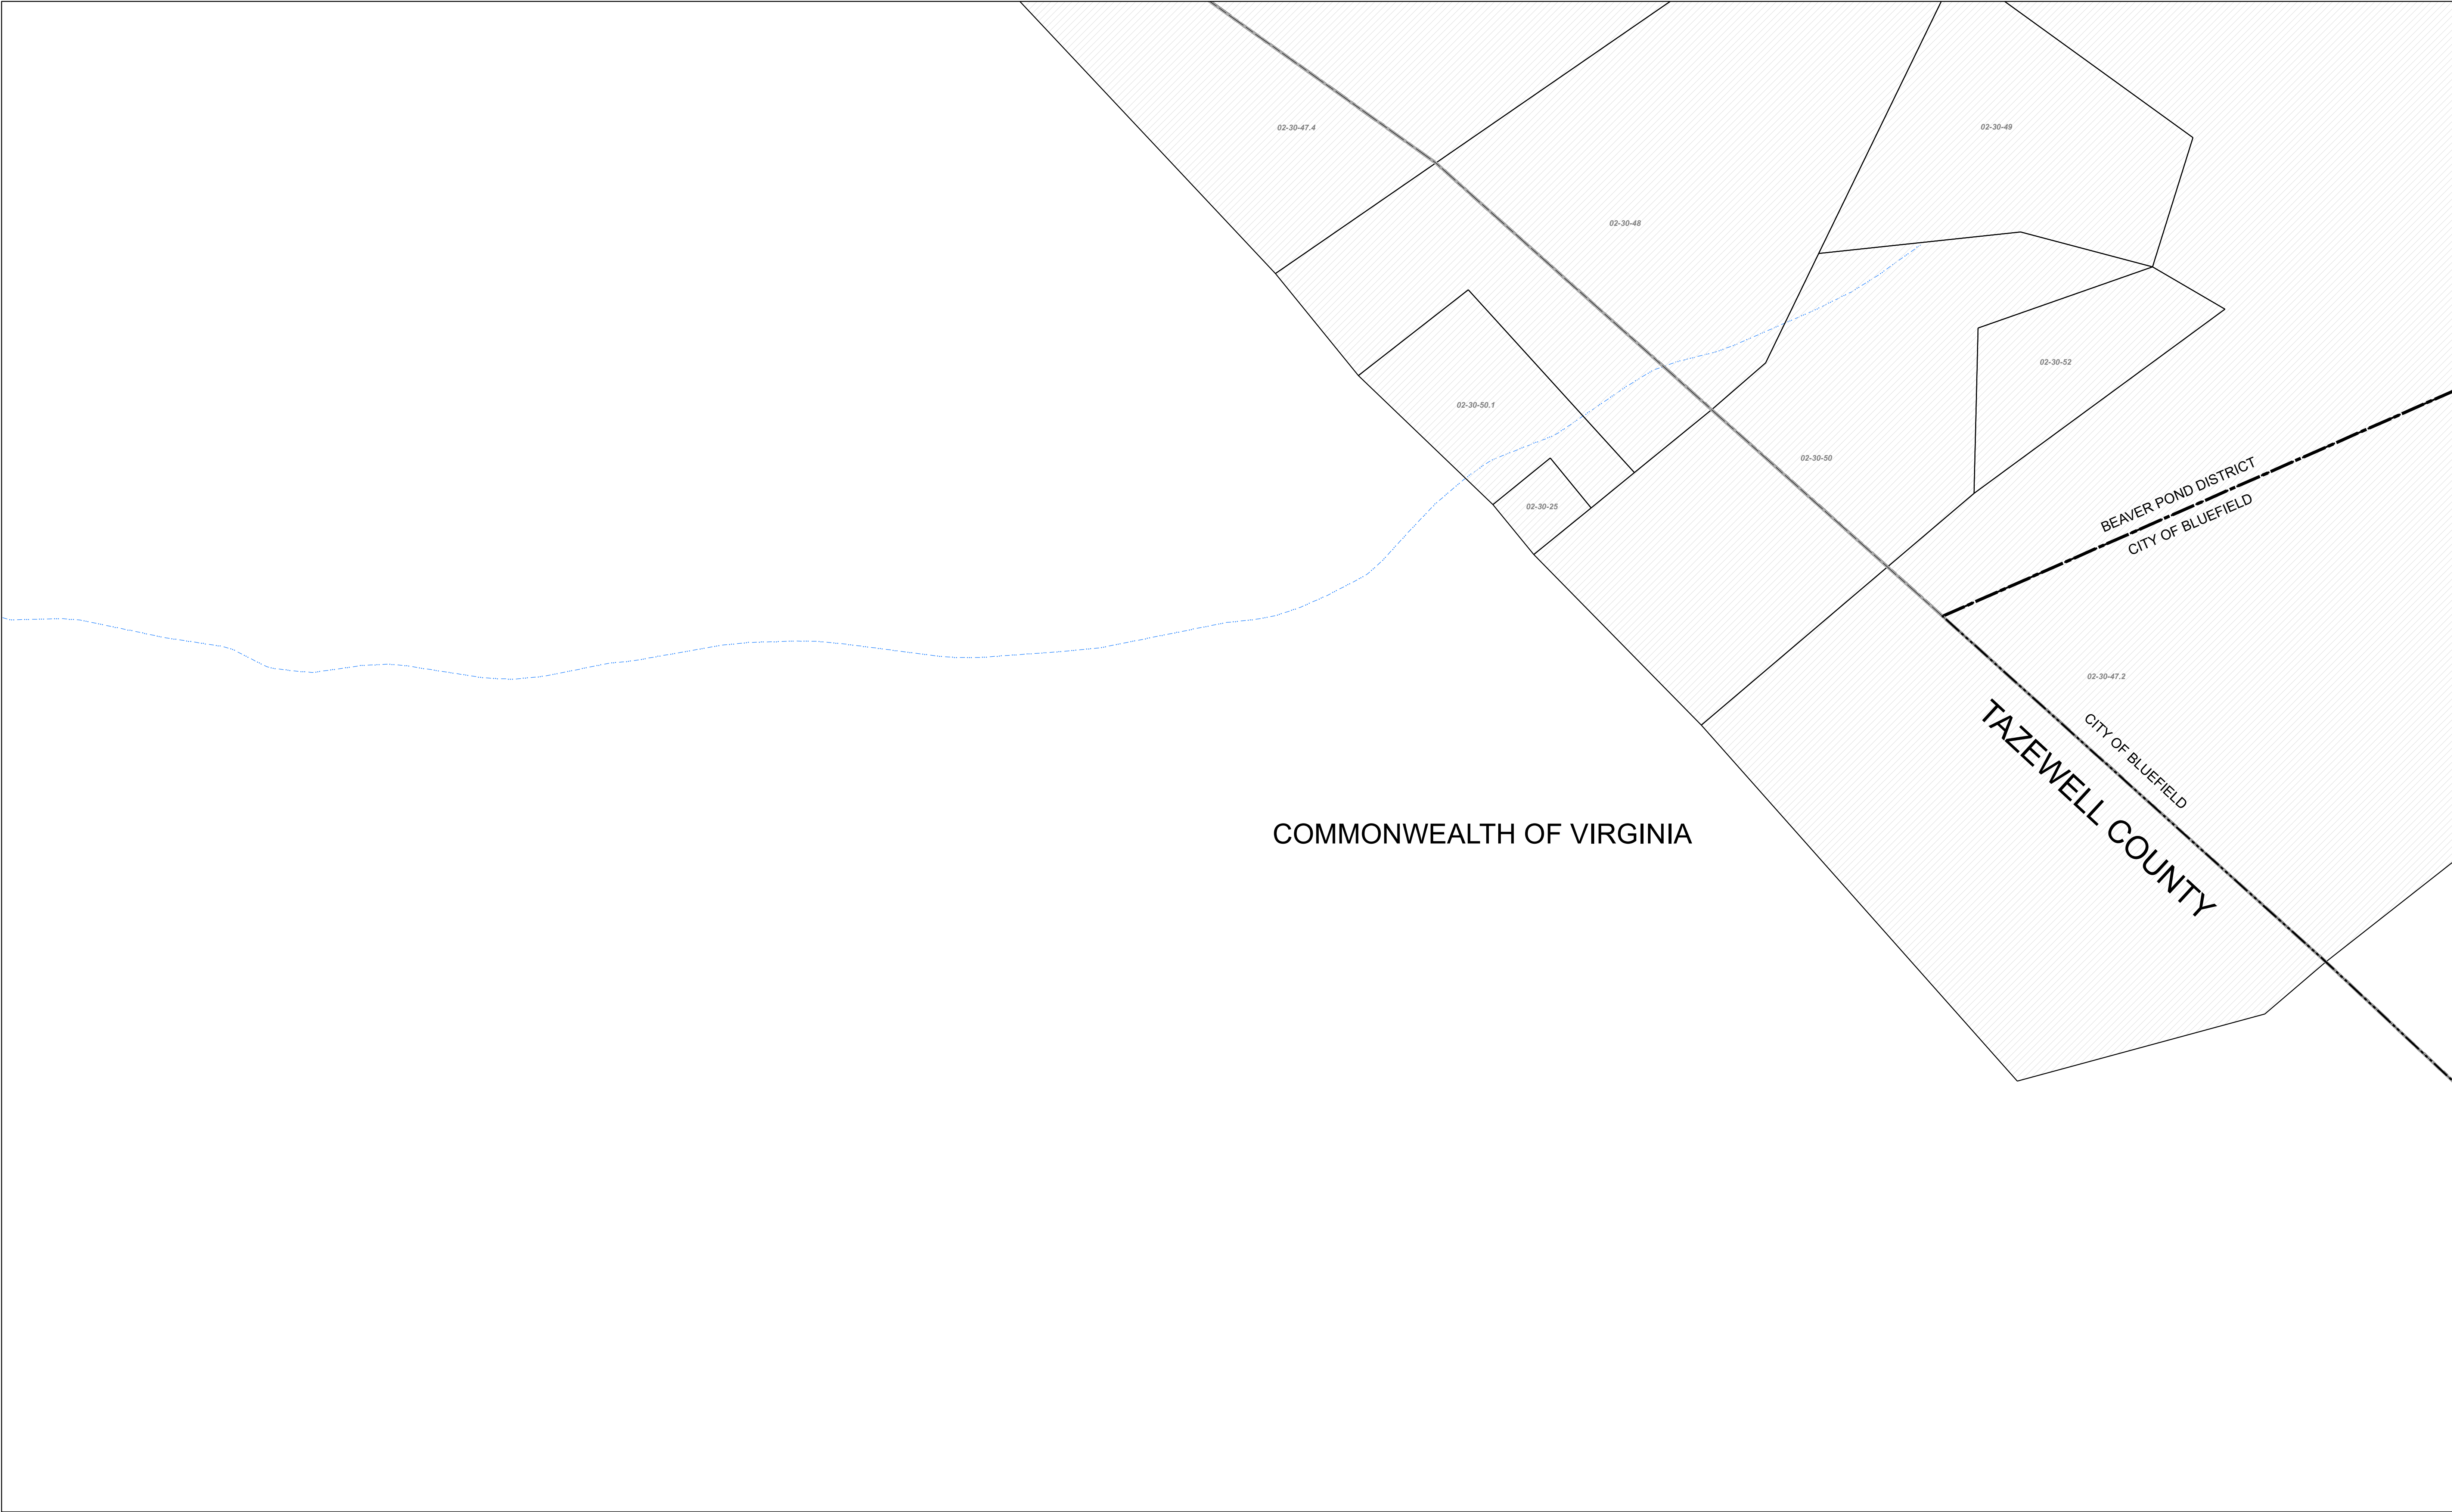 02-30-47.4
02-30-49
02-30-48
02-30-52
02-30-50.1
02-30-50
02-30-25
BEAVER POND DISTRICT
CITY OF BLUEFIELD
02-30-47.2
CITY OF BLUEFIELD
TAZEWELL COUNTY
COMMONWEALTH OF VIRGINIA